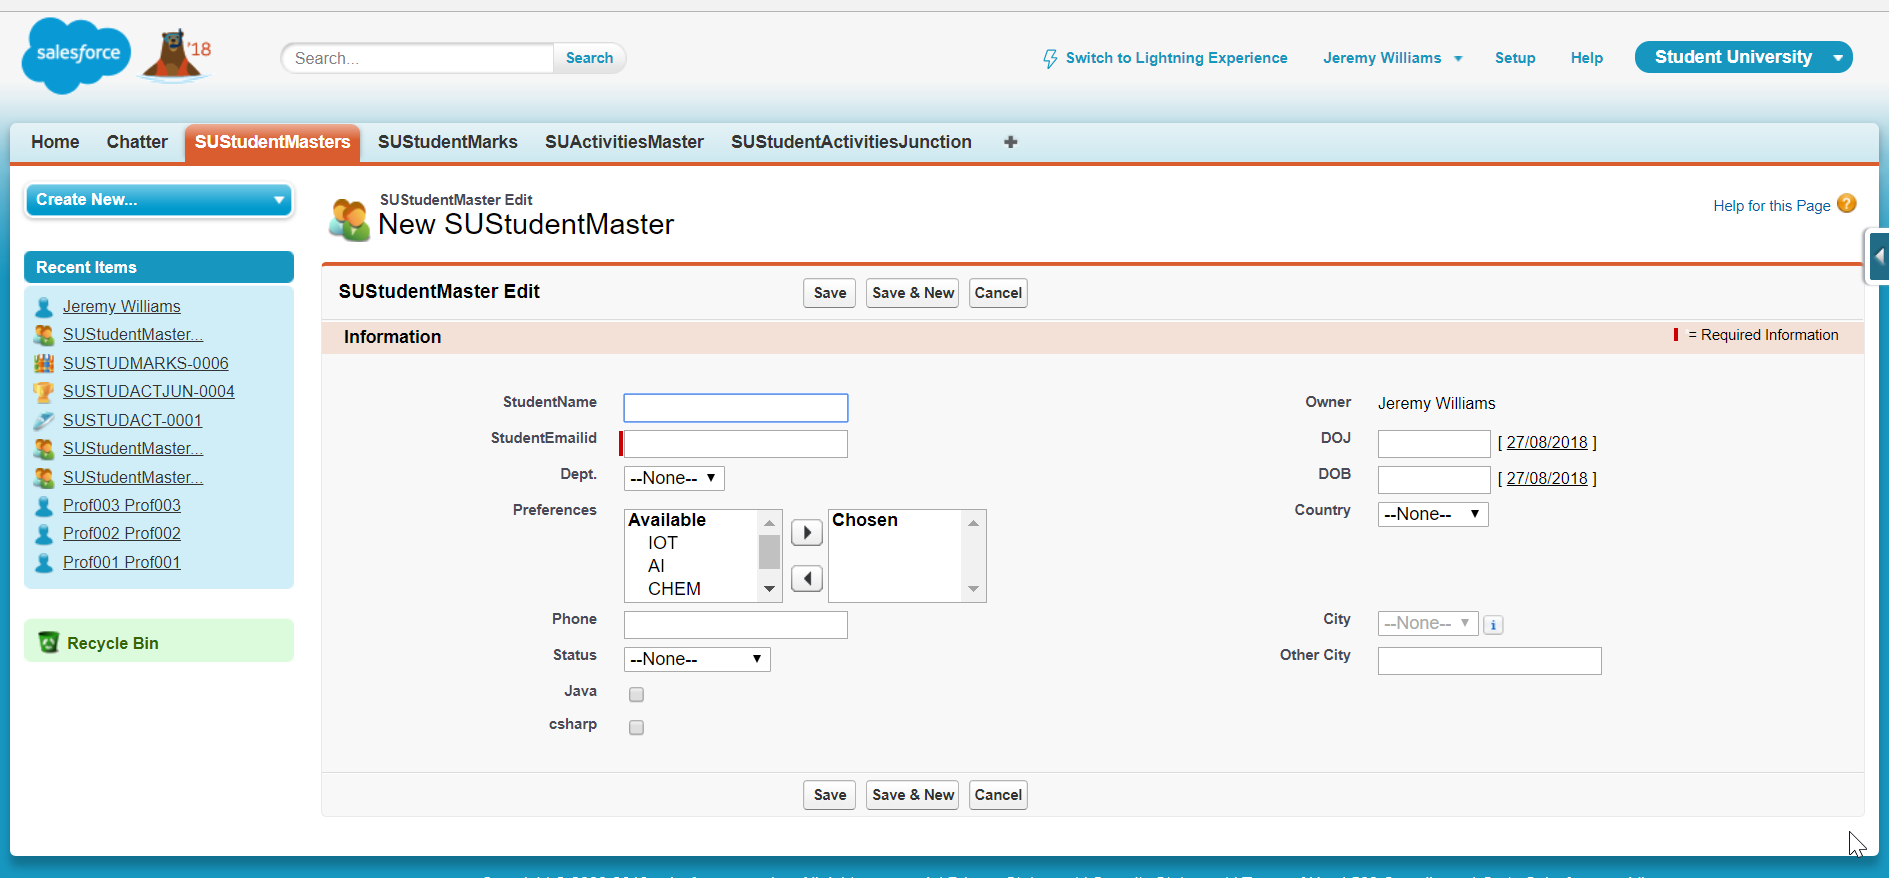 salesforce
'18
Search...
Search
Switch to Lightning Experience
Jeremy Williams
Setup
Help
Student University
Home
Chatter
SUStudentMasters
SUStudentMarks
SUActivitiesMaster
SUStudentActivitiesJunction
Create New...
Recent Items
Jeremy Williams
SUStudentMaster...
SUSTUDMARKS-0006
SUSTUDACTJUN-0004
SUSTUDACT-0001
SUStudentMaster...
SUStudentMaster...
Prof003 Prof003
Prof002 Prof002
Prof001 Prof001
Recycle Bin
SUStudentMaster Edit
New SUStudentMaster
Help for this Page ?
SUStudentMaster Edit
Save
Save & New
Cancel
Information
= Required Information
StudentName
Owner Jeremy Williams
StudentEmailid
DOJ [ 27/08/2018 ]
Dept. --None--
DOB [ 27/08/2018 ]
Preferences
Available
IOT
AI
CHEM
Chosen
Country --None--
Phone
City --None-- i
Status --None--
Other City
Java
csharp
Save
Save & New
Cancel